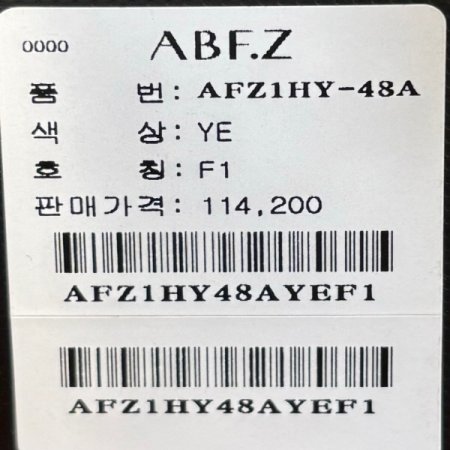 0000 ABF.Z
품 번: AFZ1HY-48A
색 상: YE
호 칭: F1
판매가격: 114,200
AFZ1HY48AYEF1
AFZ1HY48AYEF1